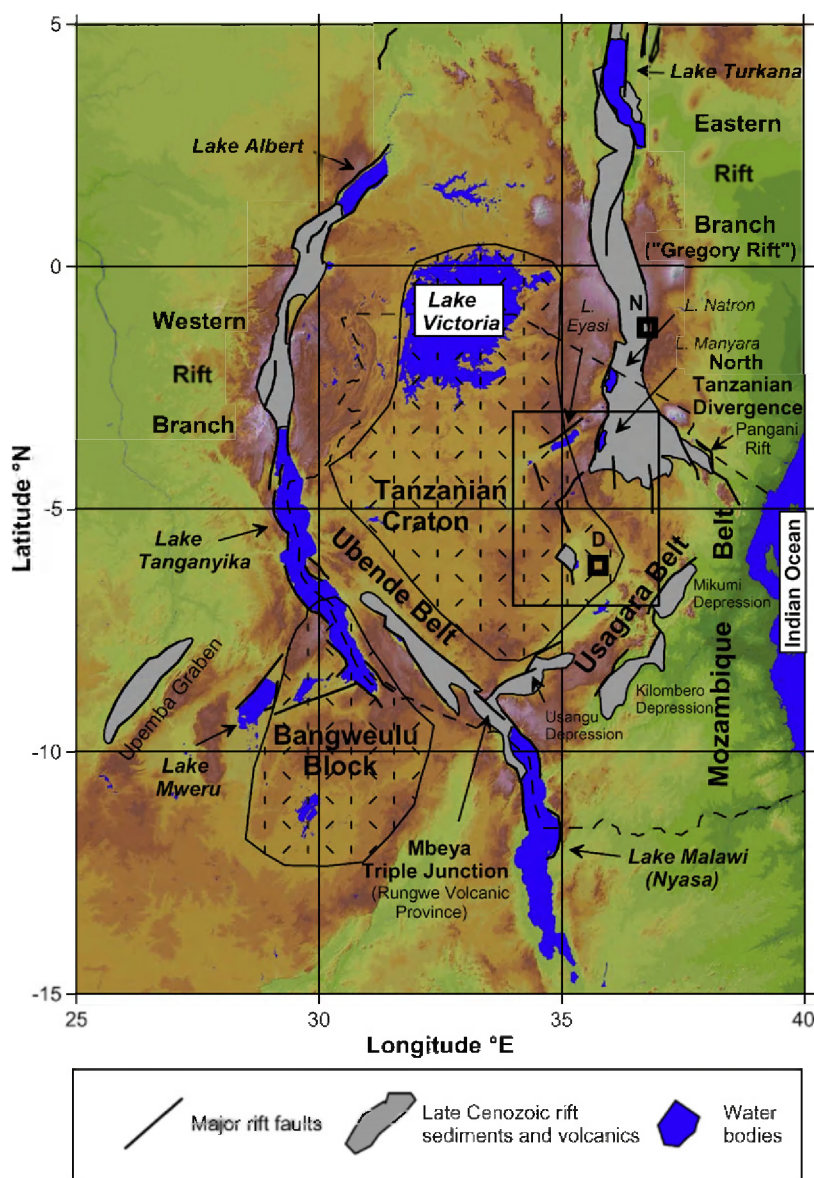 5
Lake Turkana
Eastern
Rift
Branch
("Gregory Rift")
Lake Albert
0
Lake
Victoria
N
L. Natron
L.
Eyasi
L. Manyara
North
Tanzanian
Divergence
Pangani
Rift
Western
Rift
Branch
Latitude °N
-5
Tanzanian
Craton
D
Lake
Tanganyika
Ubende Belt
Usagara Belt
Mozambique Belt
Indian Ocean
Mikumi
Depression
Kilombero
Depression
Usangu
Depression
Upemba Graben
-10
Bangweulu
Block
Lake
Mweru
Mbeya
Triple Junction
(Rungwe Volcanic
Province)
Lake Malawi
(Nyasa)
-15
25
30
35
40
Longitude °E
Major rift faults
Late Cenozoic rift
sediments and volcanics
Water
bodies